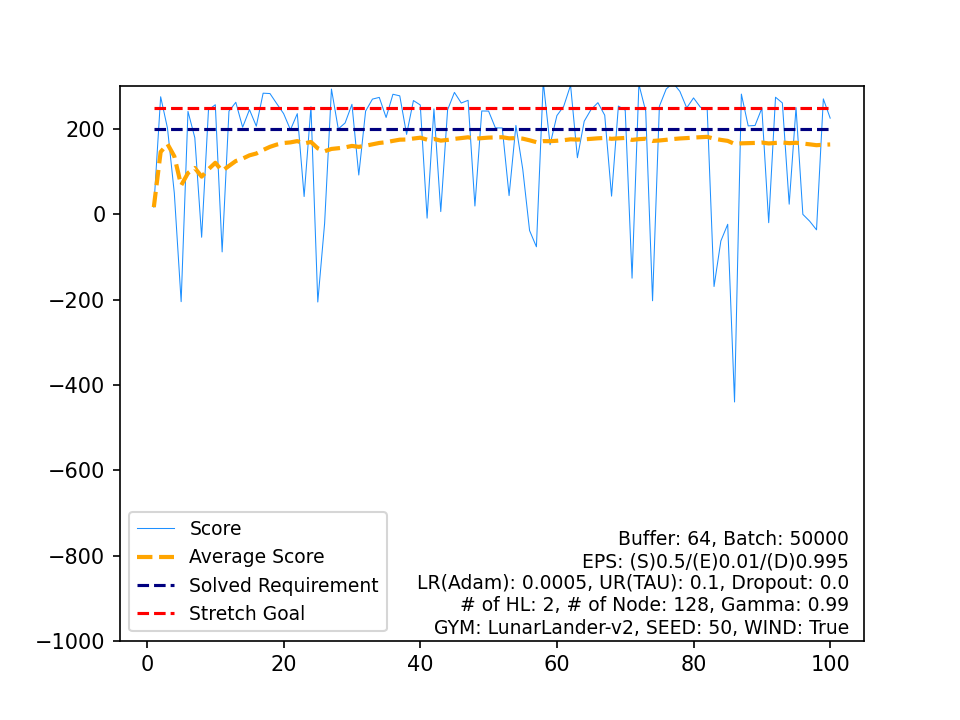 200
0
−200
−400
−600
−800
−1000
0
20
40
60
80
100
Score
Average Score
Solved Requirement
Stretch Goal
Buffer: 64, Batch: 50000
EPS: (S)0.5/(E)0.01/(D)0.995
LR(Adam): 0.0005, UR(TAU): 0.1, Dropout: 0.0
# of HL: 2, # of Node: 128, Gamma: 0.99
GYM: LunarLander-v2, SEED: 50, WIND: True